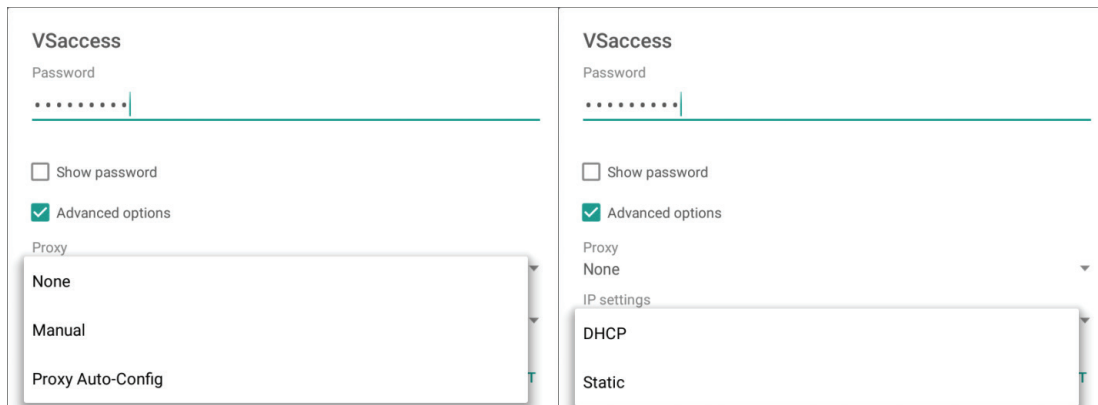 VSaccess
Password
•••••••••
Show password
Advanced options
Proxy
None
Manual
Proxy Auto-Config
T
VSaccess
Password
•••••••••
Show password
Advanced options
Proxy
None
IP settings
DHCP
Static
T